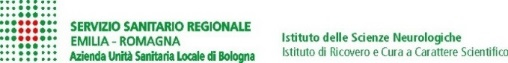 SERVIZIO SANITARIO REGIONALE
EMILIA - ROMAGNA
Azienda Unità Sanitaria Locale di Bologna
Istituto delle Scienze Neurologiche
Istituto di Ricovero e Cura a Carattere Scientifico